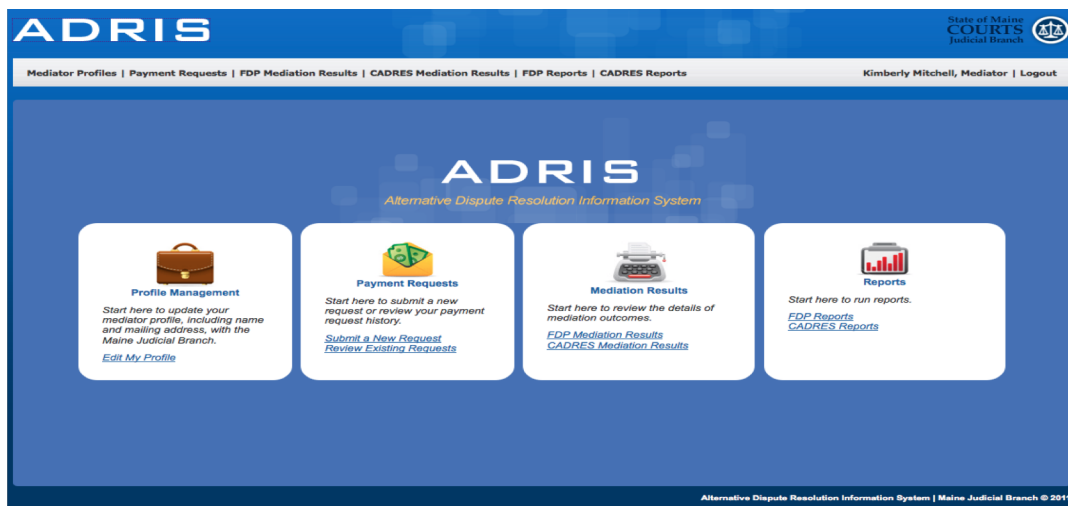 ADRIS
State of Maine
COURTS
Judicial Branch
Mediator Profiles | Payment Requests | FDP Mediation Results | CADRES Mediation Results | FDP Reports | CADRES Reports
Kimberly Mitchell, Mediator | Logout
ADRIS
Alternative Dispute Resolution Information System
Profile Management
Start here to update your
mediator profile, including name
and mailing address, with the
Maine Judicial Branch.
Edit My Profile
Payment Requests
Start here to submit a new
request or review your payment
request history.
Submit a New Request
Review Existing Requests
Mediation Results
Start here to review the details of
mediation outcomes.
FDP Mediation Results
CADRES Mediation Results
Reports
Start here to run reports.
FDP Reports
CADRES Reports
Alternative Dispute Resolution Information System | Maine Judicial Branch © 2011